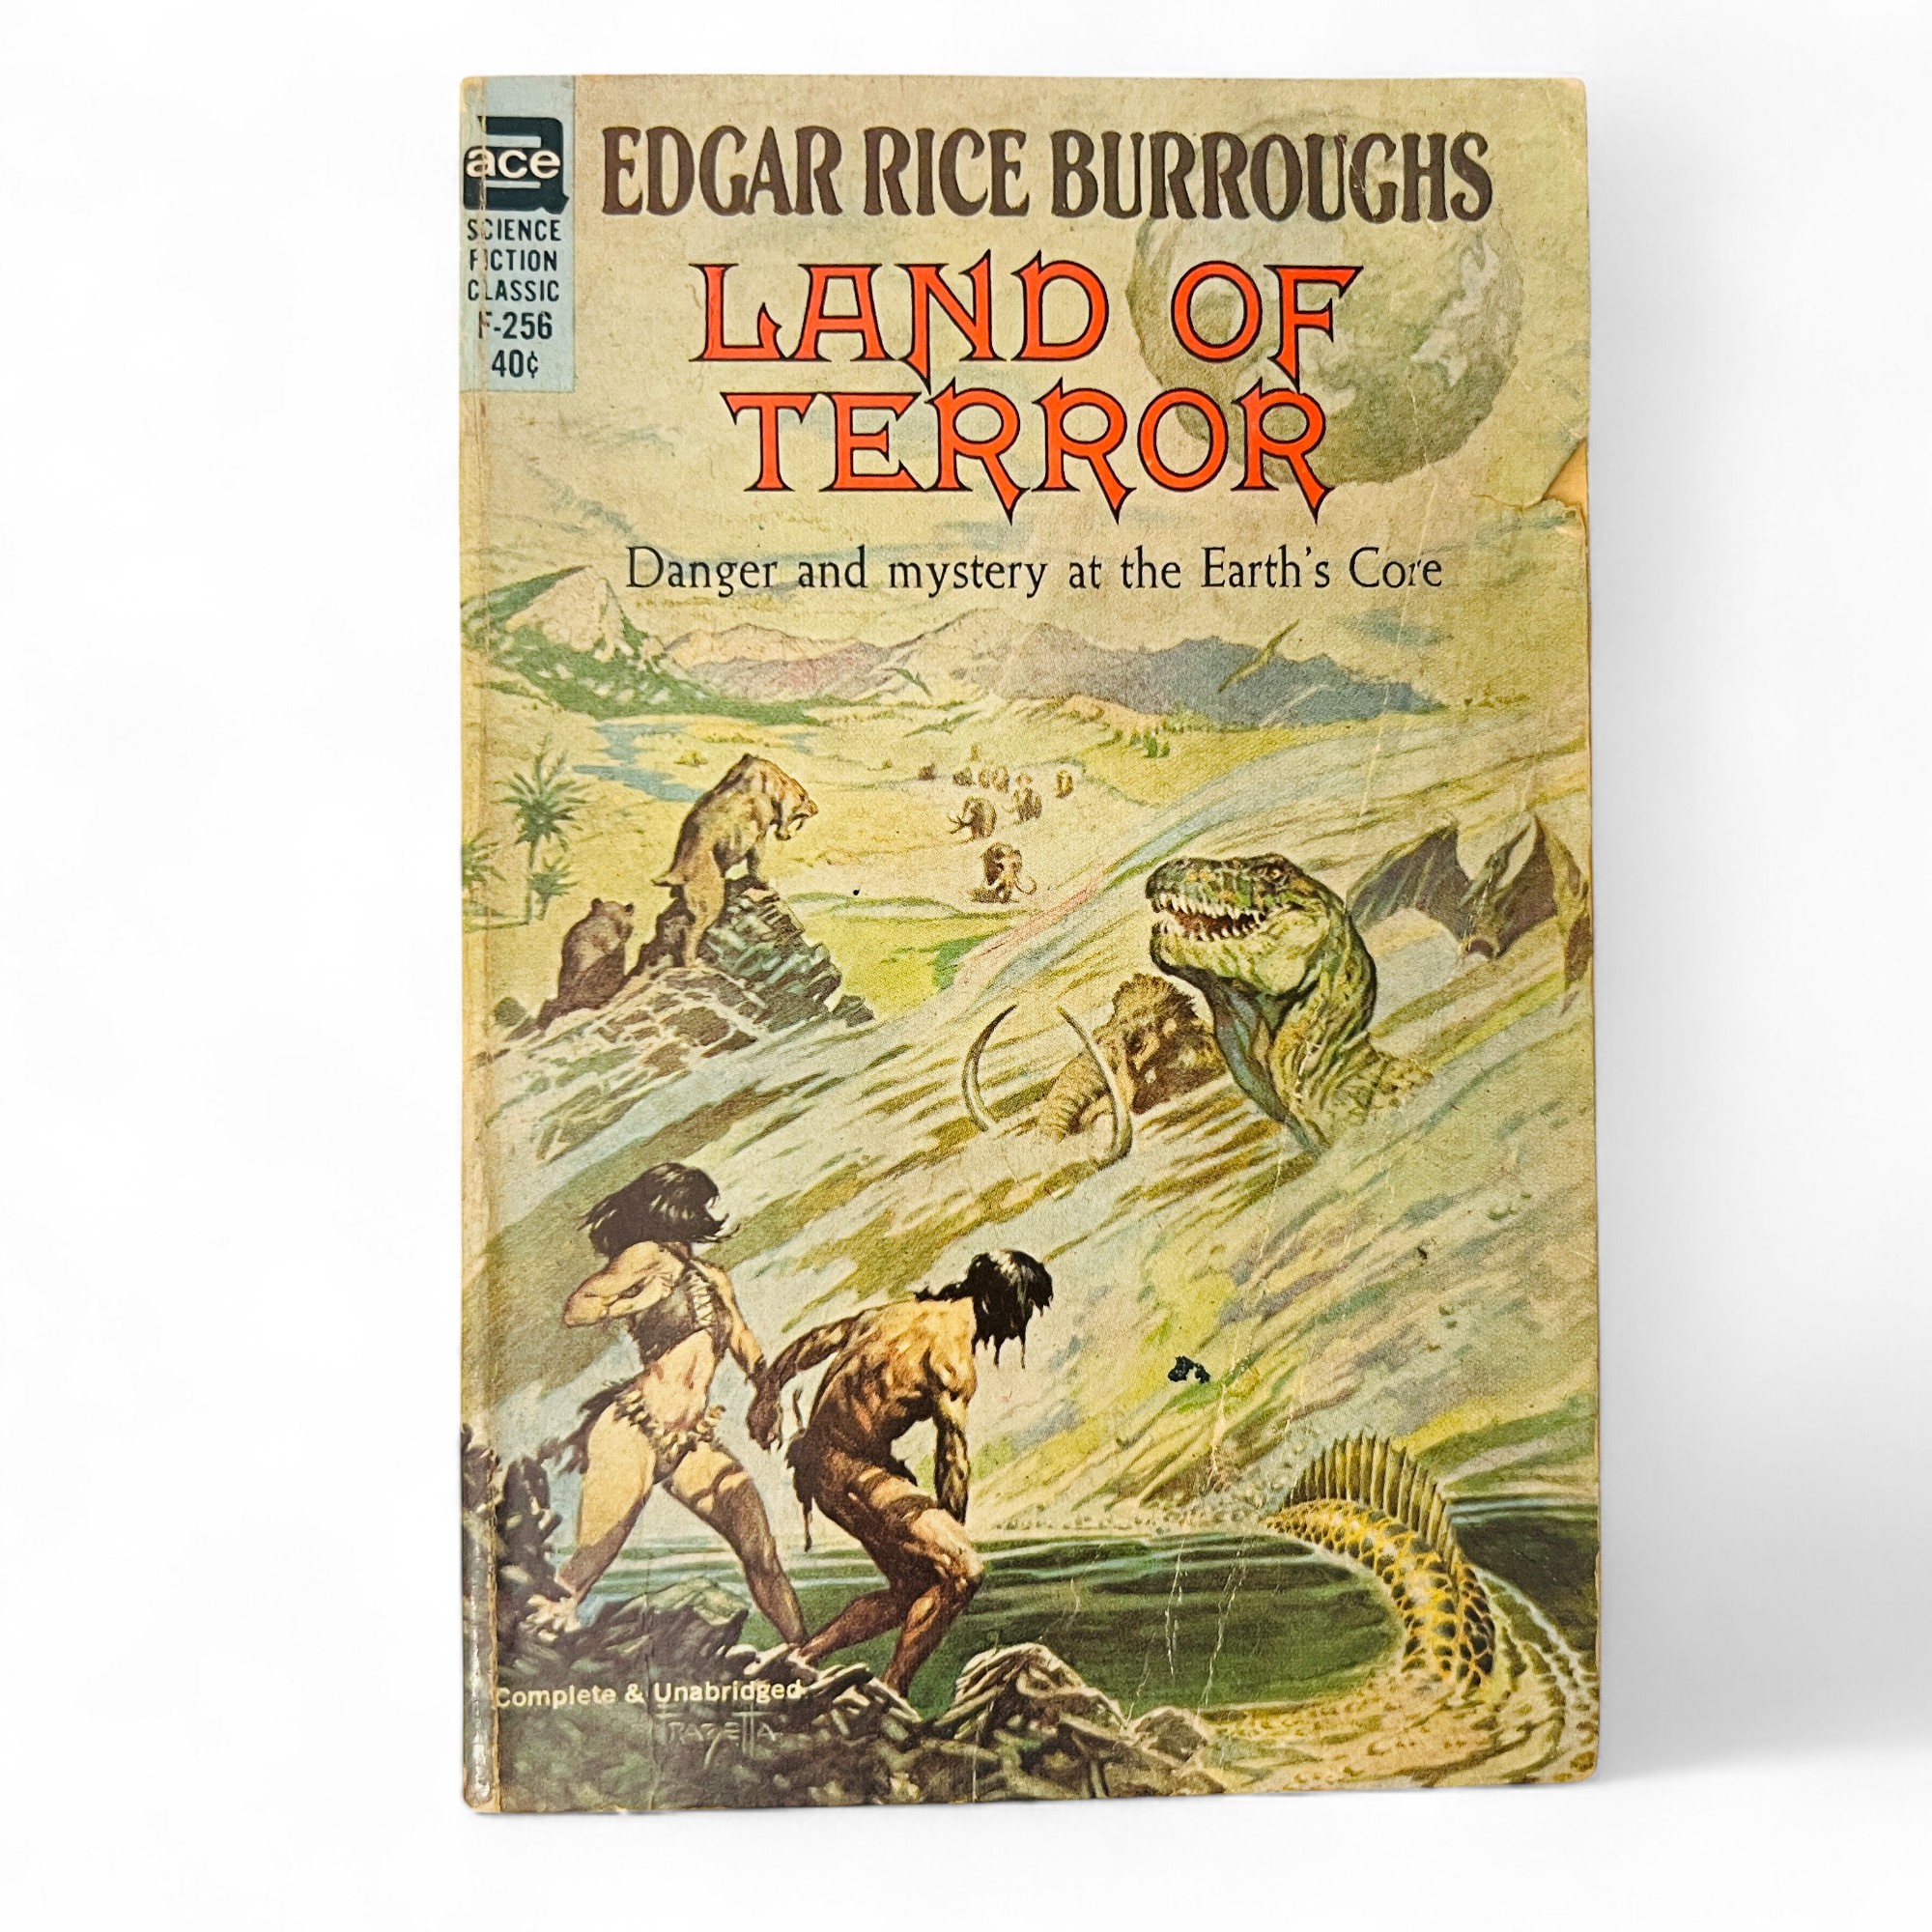 ace
SCIENCE
FICTION
CLASSIC
F-256
40¢
EDGAR RICE BURROUGHS
LAND OF
TERROR
Danger and mystery at the Earth's Core
Complete & Unabridged
FRAZETTA